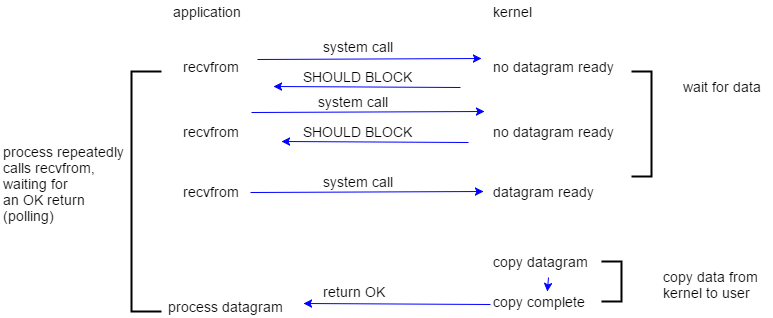 application
kernel
system call
recvfrom
no datagram ready
SHOULD BLOCK
wait for data
system call
recvfrom
SHOULD BLOCK
no datagram ready
process repeatedly
calls recvfrom,
waiting for
an OK return
(polling)
system call
recvfrom
datagram ready
copy datagram
copy data from
kernel to user
return OK
copy complete
process datagram